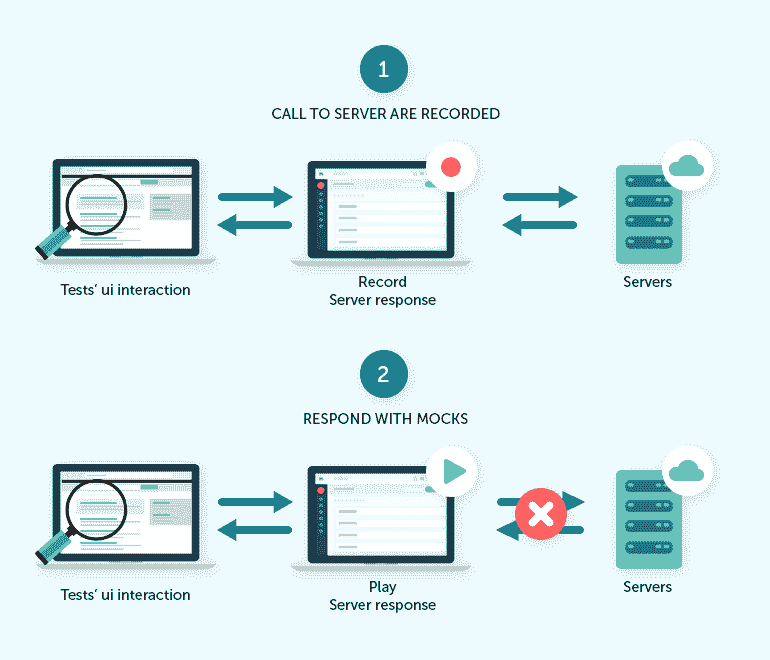 1
CALL TO SERVER ARE RECORDED
Tests' ui interaction
Record
Server response
Servers
2
RESPOND WITH MOCKS
Tests' ui interaction
Play
Server response
Servers